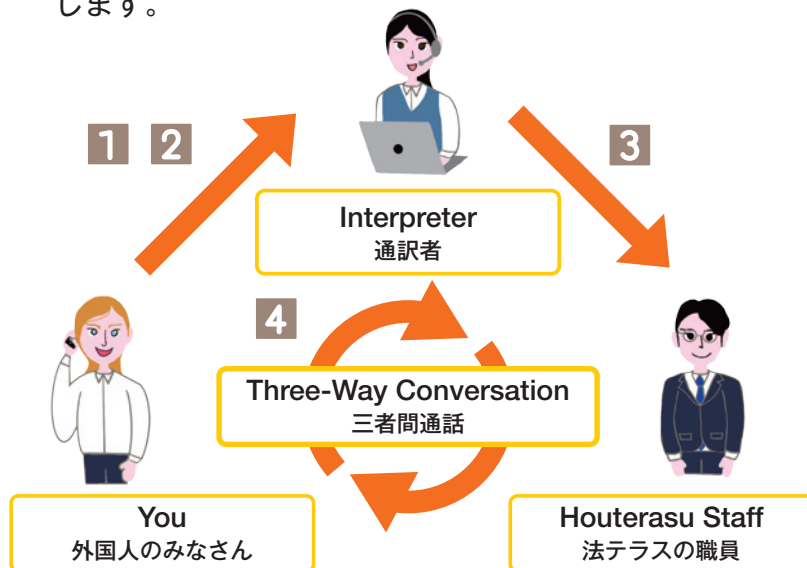 します。
1 2
3
Interpreter
通訳者
4
Three-Way Conversation
三者間通話
You
外国人のみなさん
Houterasu Staff
法テラスの職員